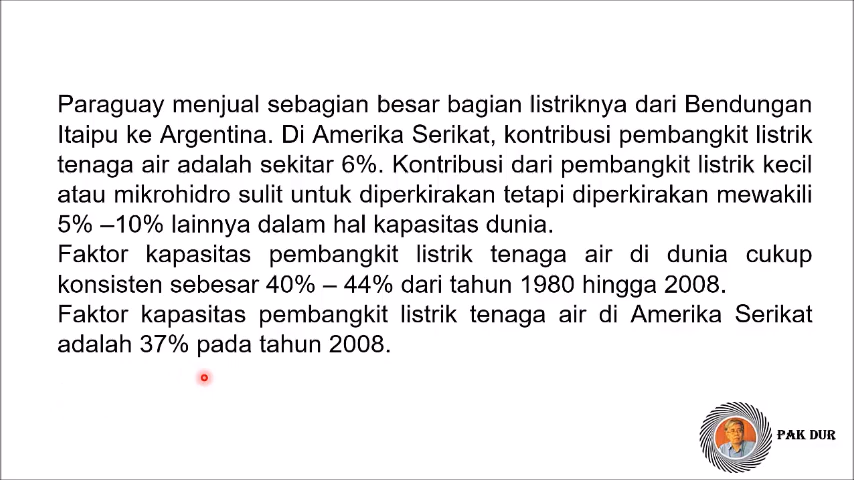 Paraguay menjual sebagian besar bagian listriknya dari Bendungan
Itaipu ke Argentina. Di Amerika Serikat, kontribusi pembangkit listrik
tenaga air adalah sekitar 6%. Kontribusi dari pembangkit listrik kecil
atau mikrohidro sulit untuk diperkirakan tetapi diperkirakan mewakili
5% –10% lainnya dalam hal kapasitas dunia.
Faktor kapasitas pembangkit listrik tenaga air di dunia cukup
konsisten sebesar 40% – 44% dari tahun 1980 hingga 2008.
Faktor kapasitas pembangkit listrik tenaga air di Amerika Serikat
adalah 37% pada tahun 2008.
PAK DUR